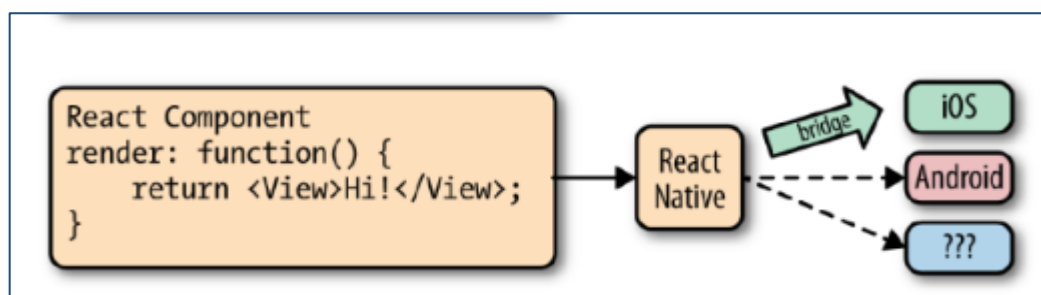 React Component
render: function() {
    return <View>Hi!</View>;
}
React
Native
bridge
iOS
Android
???